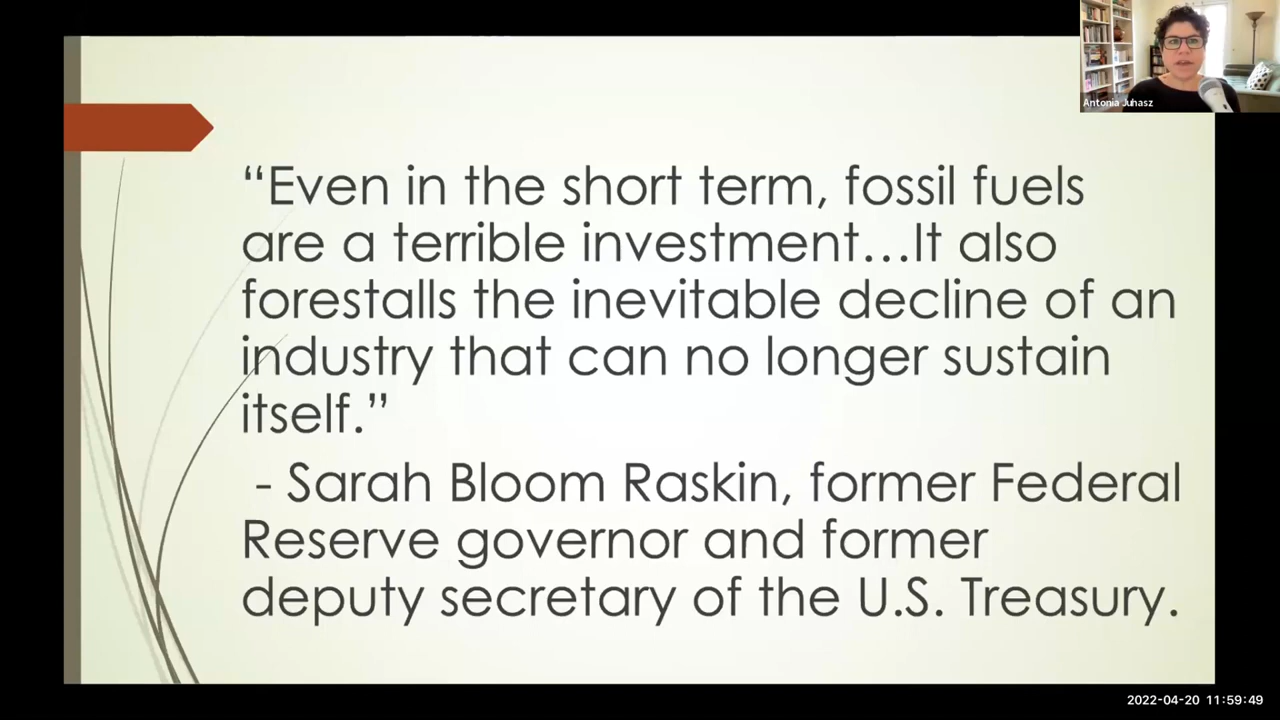 Antonia Juhasz
“Even in the short term, fossil fuels
are a terrible investment…It also
forestalls the inevitable decline of an
industry that can no longer sustain
itself.”
- Sarah Bloom Raskin, former Federal
Reserve governor and former
deputy secretary of the U.S. Treasury.
2022-04-20 11:59:49